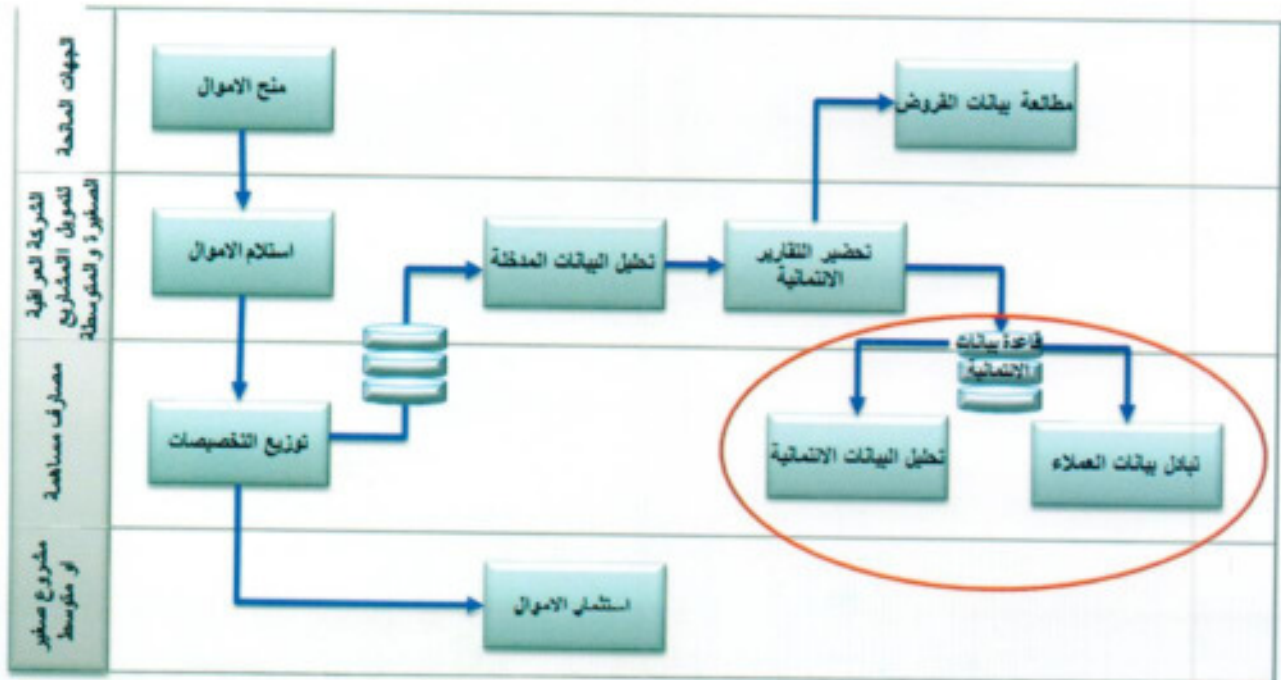 الجهات المانحة
منح الاموال
مطالعة بيانات القروض
الشركة العراقية
لتمويل المشاريع
الصغيرة والمتوسطة
استلام الاموال
تحليل البيانات المدخلة
تحضير التقارير
الائتمانية
قاعدة بيانات
الائتمانية
مصارف مساهمة
توزيع التخصيصات
تحليل البيانات الائتمانية
تبادل بيانات العملاء
مشروع صغير
او متوسط
استثمار الاموال